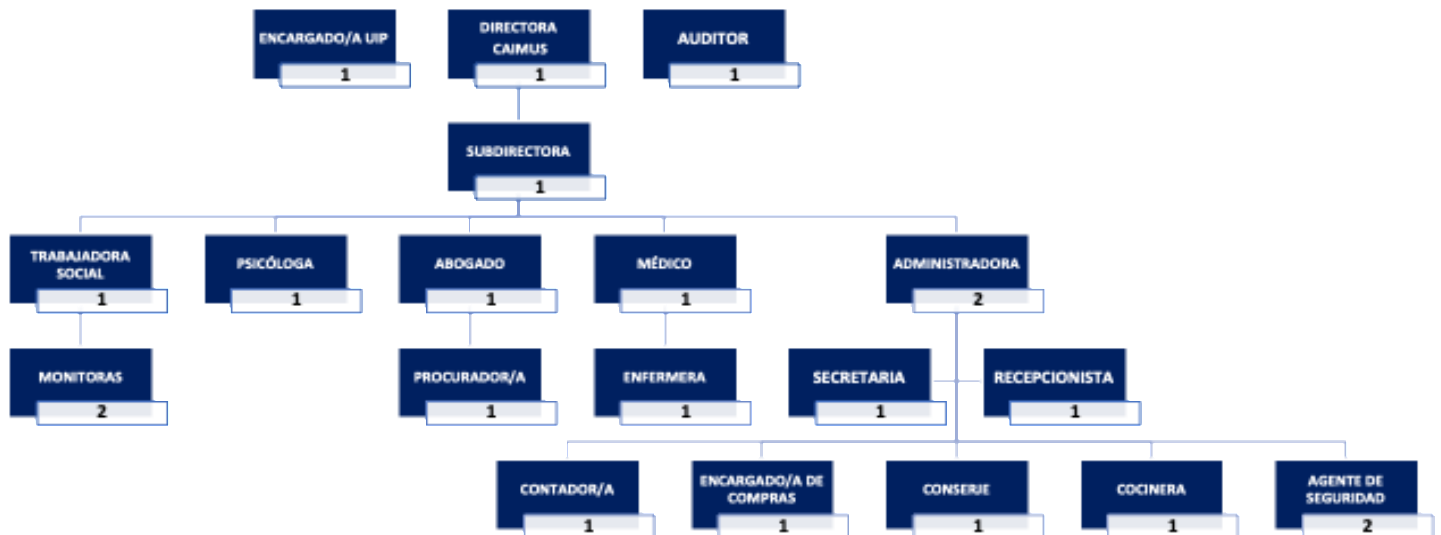 ENCARGADO/A UIP
1
DIRECTORA
CAIMUS
1
AUDITOR
1
SUBDIRECTORA
1
TRABAJADORA
SOCIAL
1
PSICÓLOGA
1
ABOGADO
1
MÉDICO
1
ADMINISTRADORA
2
MONITORAS
2
PROCURADOR/A
1
ENFERMERA
1
SECRETARIA
1
RECEPCIONISTA
1
CONTADOR/A
1
ENCARGADO/A DE
COMPRAS
1
CONSERJE
1
COCINERA
1
AGENTE DE
SEGURIDAD
2